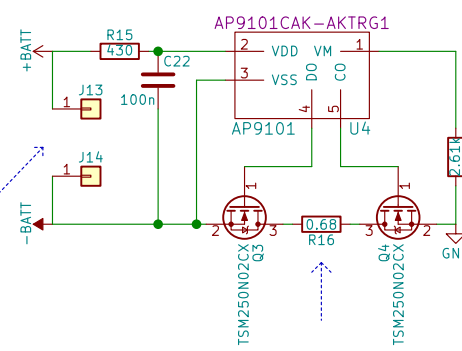 AP9101CAK-AKTRG1
+BATT
R15
430
C22
100n
2
VDD
VM
1
3
VSS
DO
CO
4
5
AP9101
U4
J13
1
J14
1
2.61k
-BATT
1
1
2
3
0.68
R16
3
2
Q3
TSM250N02CX
Q4
TSM250N02CX
GN